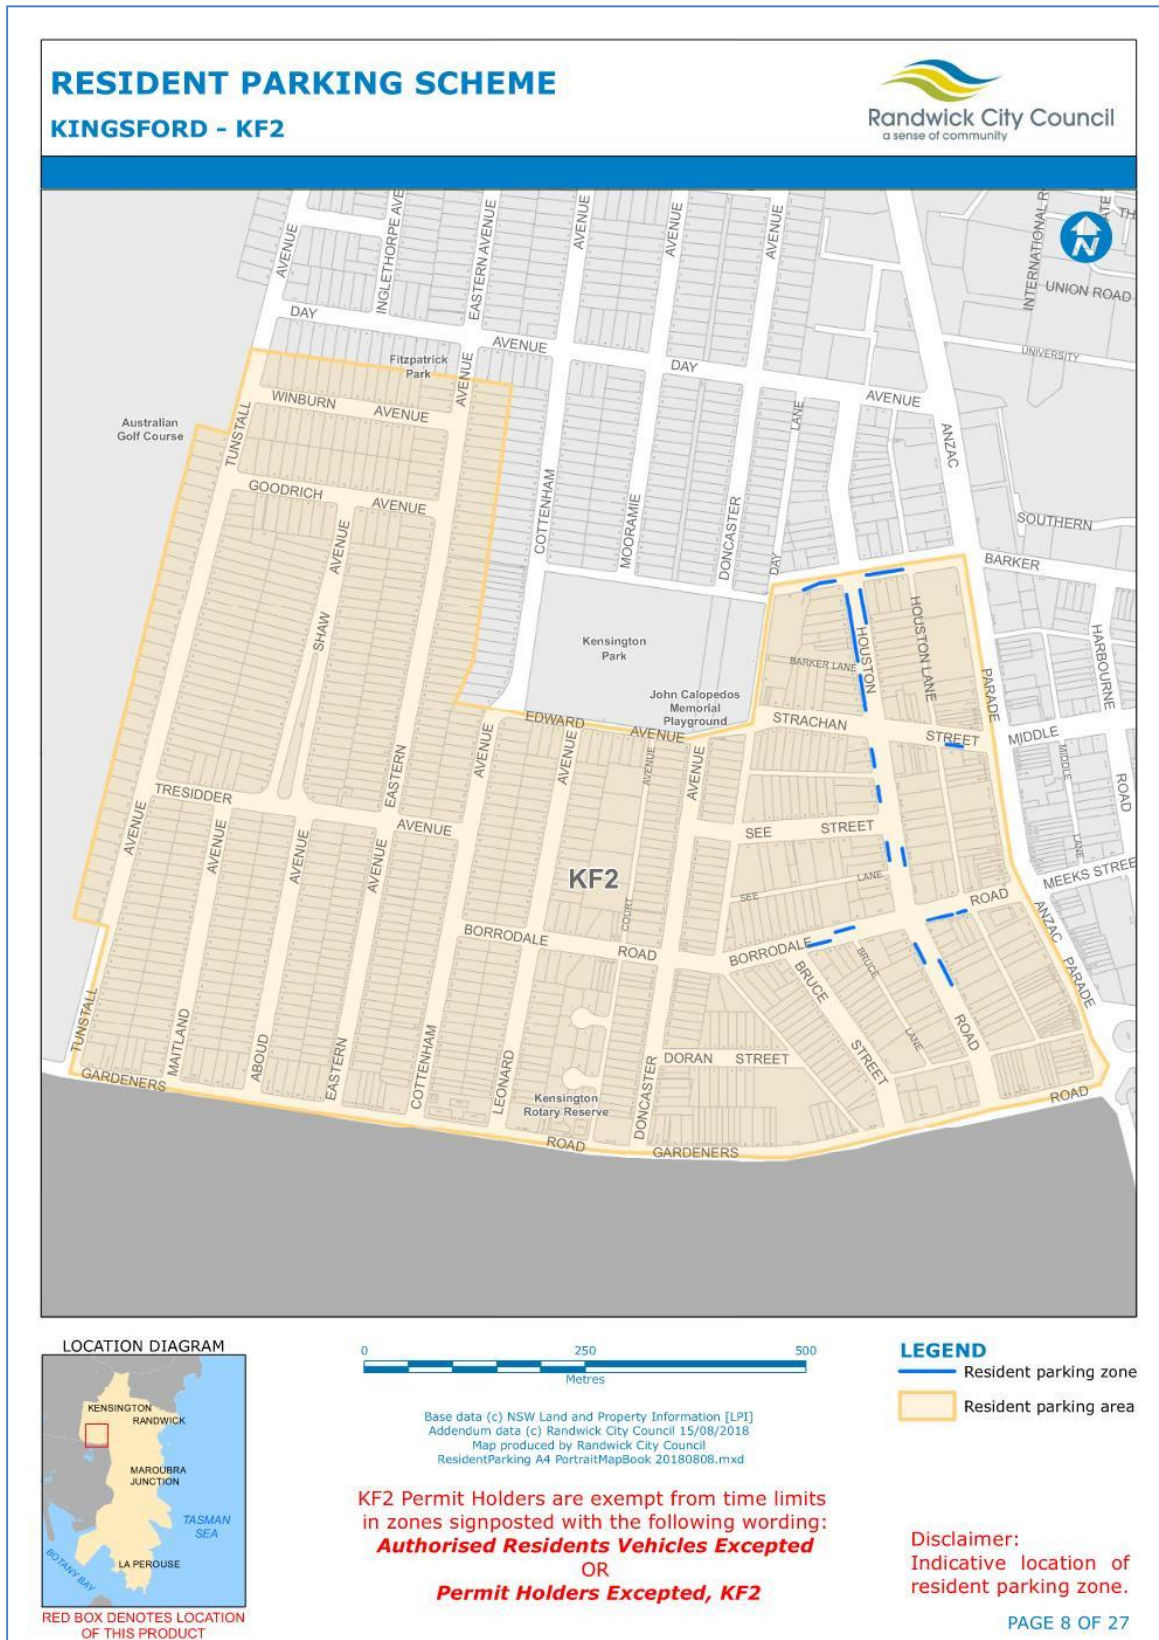 RESIDENT PARKING SCHEME
KINGSFORD - KF2
Randwick City Council
a sense of community
N
INTERNATIONAL
UNION ROAD
UNIVERSITY
AVENUE
INGLETHORPE AVE
EASTERN AVENUE
AVENUE
AVENUE
AVENUE
DAY
AVENUE
DAY
AVENUE
Fitzpatrick
Park
AVENUE
WINBURN
AVENUE
LANE
ANZAC
Australian
Golf Course
TUNSTALL
GOODRICH
AVENUE
COTTENHAM
MOORAMIE
DONCASTER
DAY
SOUTHERN
BARKER
AVENUE
SHAW
Kensington
Park
HOUSTON
HOUSTON LANE
HARBOURNE
BARKER LANE
PARADE
John Calopedos
Memorial
Playground
EDWARD
AVENUE
STRACHAN
STREET
MIDDLE
MIDDLE
LANE
ROAD
EASTERN
AVENUE
AVENUE
AVENUE
AVENUE
TRESIDDER
AVENUE
AVENUE
AVENUE
AVENUE
AVENUE
SEE
STREET
MEEKS STREE
KF2
SEE
LANE
COURT
ROAD
ANZAC
PARADE
BORRODALE
ROAD
BORRODALE
BRUCE
STREET
BRUCE
LANE
ROAD
TUNSTALL
MAITLAND
ABOUD
EASTERN
COTTENHAM
LEONARD
DONCASTER
DORAN
STREET
GARDENERS
Kensington
Rotary Reserve
ROAD
GARDENERS
ROAD
LOCATION DIAGRAM
KENSINGTON
RANDWICK
MAROUBRA
JUNCTION
TASMAN
SEA
BOTANY BAY
LA PEROUSE
RED BOX DENOTES LOCATION
OF THIS PRODUCT
0 250 500
Metres
Base data (c) NSW Land and Property Information [LPI]
Addendum data (c) Randwick City Council 15/08/2018
Map produced by Randwick City Council
ResidentParking A4 PortraitMapBook 20180808.mxd
KF2 Permit Holders are exempt from time limits
in zones signposted with the following wording:
Authorised Residents Vehicles Excepted
OR
Permit Holders Excepted, KF2
LEGEND
Resident parking zone
Resident parking area
Disclaimer:
Indicative location of
resident parking zone.
PAGE 8 OF 27